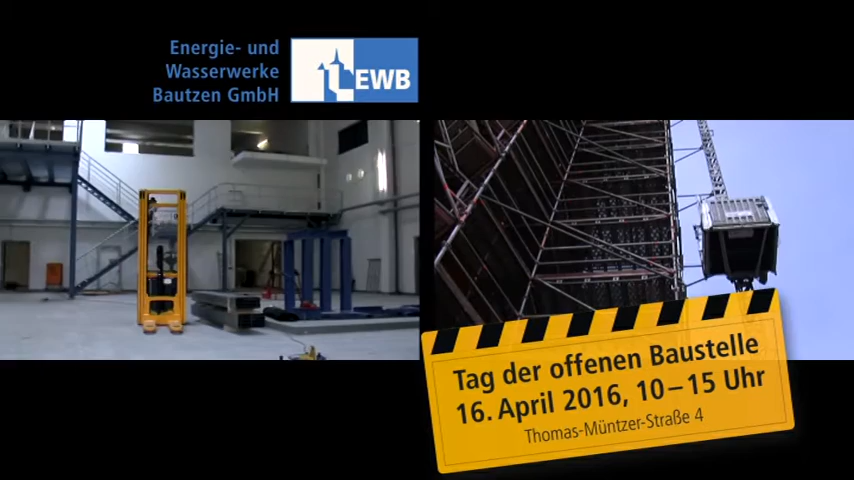 Energie- und
Wasserwerke
Bautzen GmbH
EWB
Tag der offenen Baustelle
16. April 2016, 10–15 Uhr
Thomas-Müntzer-Straße 4